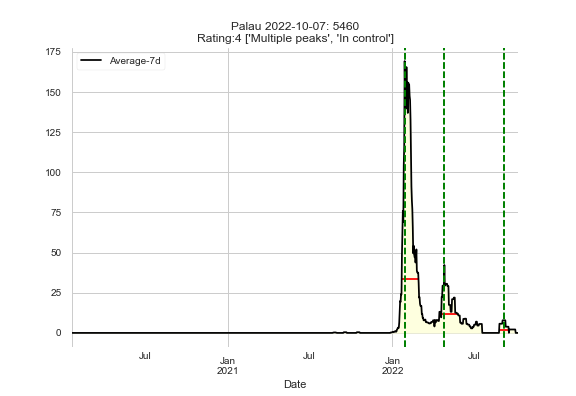 Palau 2022-10-07: 5460
Rating:4 ['Multiple peaks', 'In control']
175
150
125
100
75
50
25
0
Average-7d
Jul
Jan
2021
Jul
Jan
2022
Jul
Date